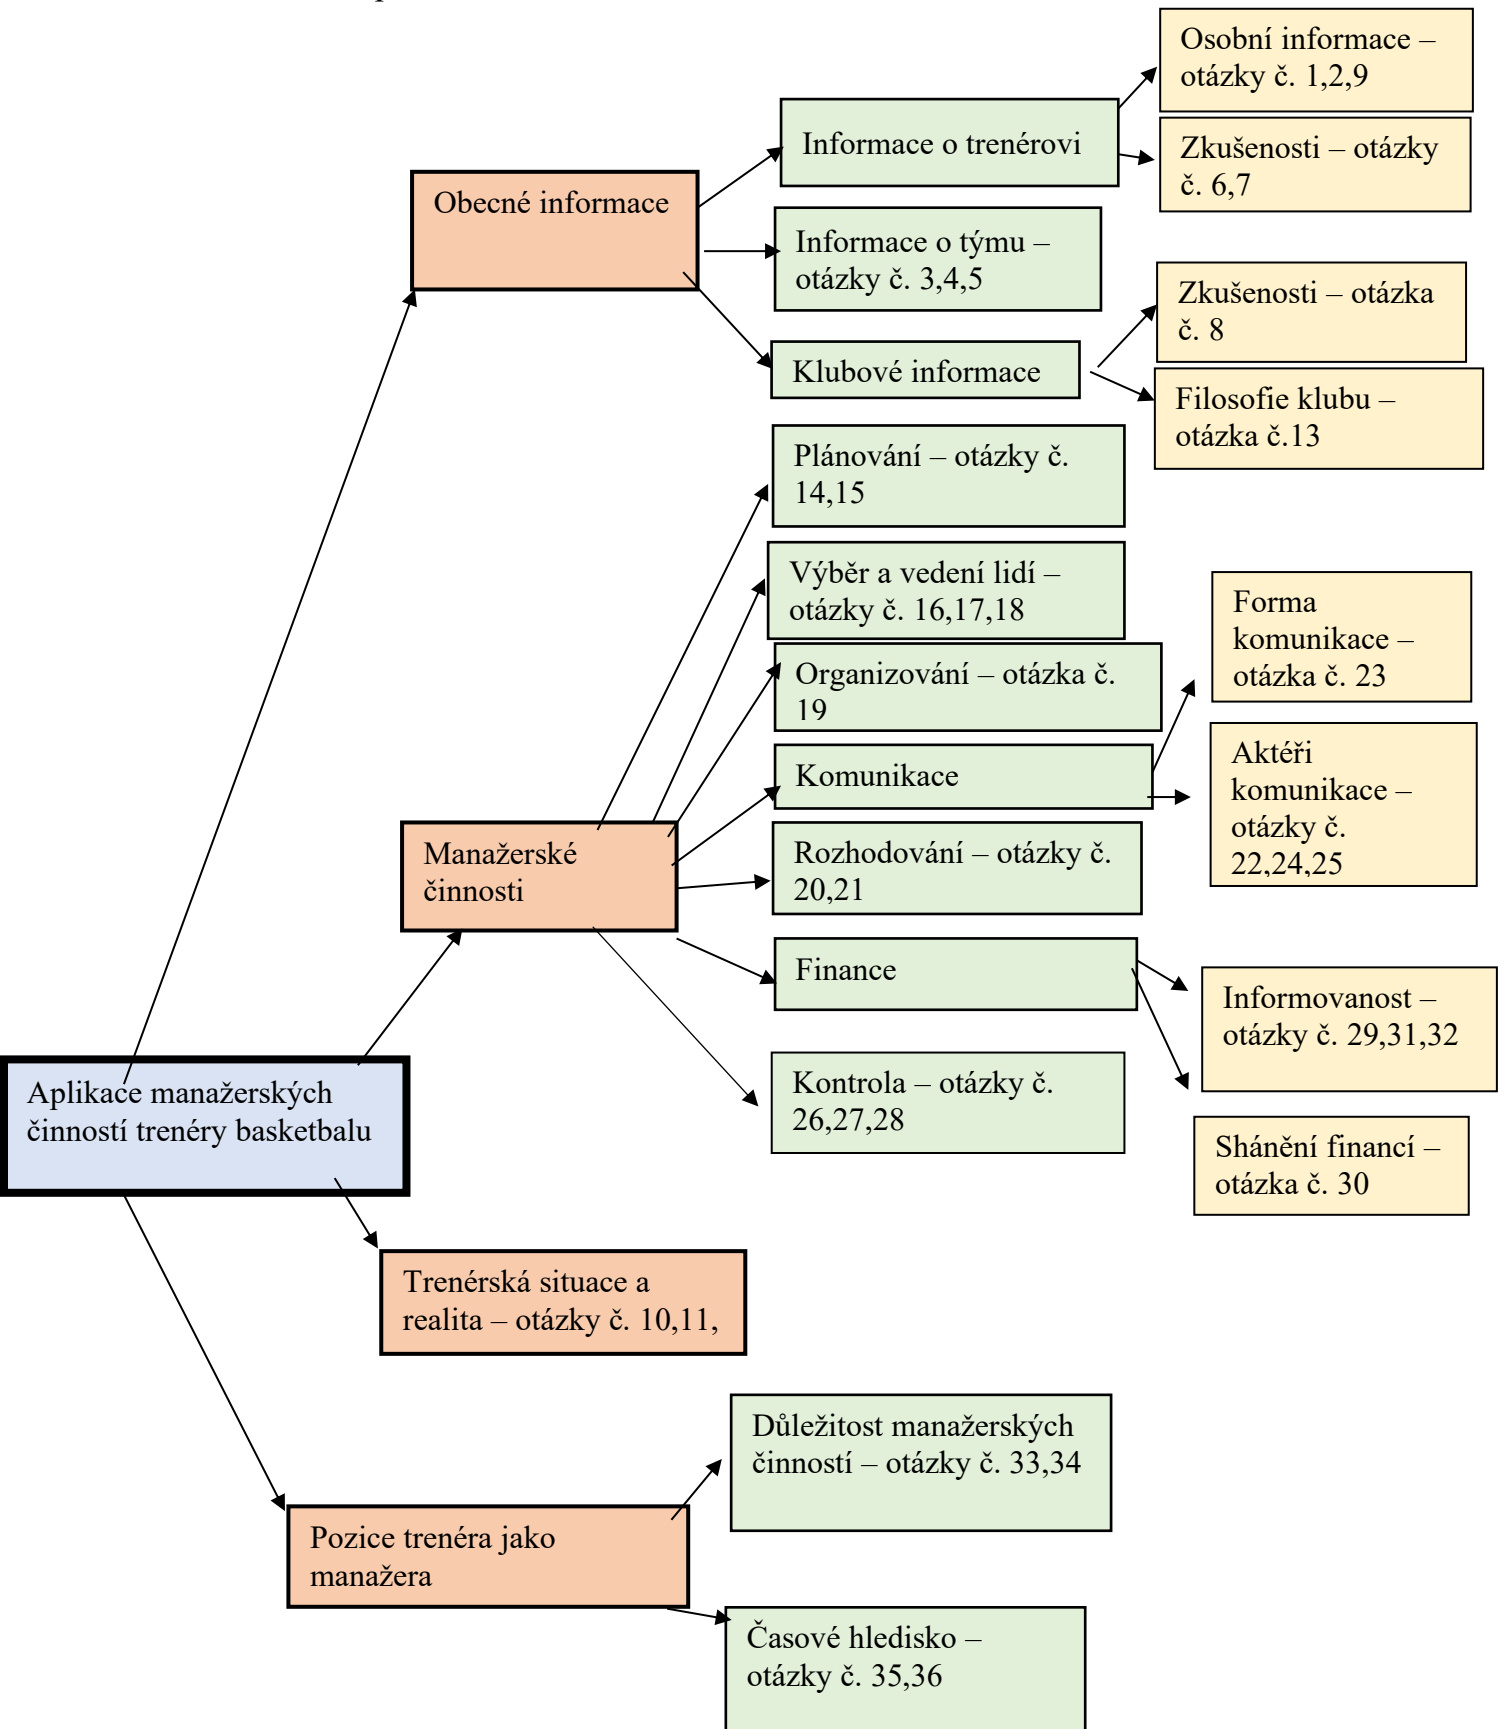 Osobní informace –
otázky č. 1,2,9
Informace o trenérovi
Zkušenosti – otázky
č. 6,7
Obecné informace
Informace o týmu –
otázky č. 3,4,5
Zkušenosti – otázka
č. 8
Klubové informace
Filosofie klubu –
otázka č.13
Plánování – otázky č.
14,15
Výběr a vedení lidí –
otázky č. 16,17,18
Forma
komunikace –
otázka č. 23
Organizování – otázka č.
19
Komunikace
Aktéři
komunikace –
otázky č.
22,24,25
Manažerské
činnosti
Rozhodování – otázky č.
20,21
Finance
Informovanost –
otázky č. 29,31,32
Kontrola – otázky č.
26,27,28
Aplikace manažerských
činností trenéry basketbalu
Shánění financí –
otázka č. 30
Trenérská situace a
realita – otázky č. 10,11,
Důležitost manažerských
činností – otázky č. 33,34
Pozice trenéra jako
manažera
Časové hledisko –
otázky č. 35,36